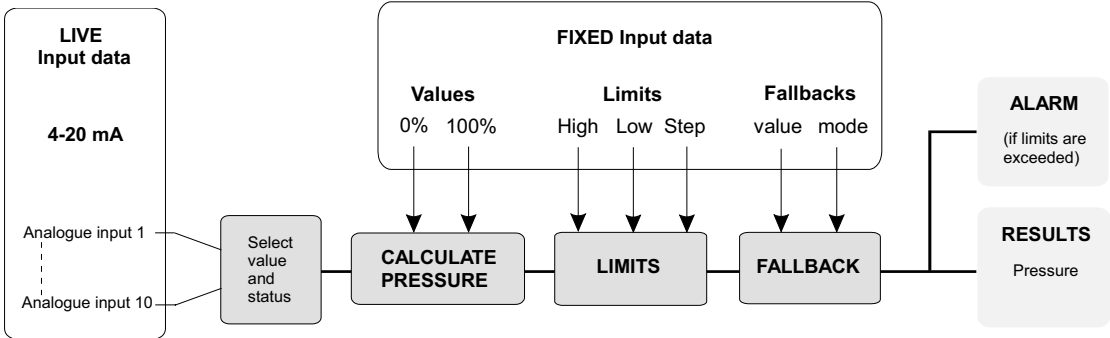 LIVE
Input data
4-20 mA
Analogue input 1
Analogue input 10
Select
value
and
status
FIXED Input data
Values
0% 100%
Limits
High Low Step
Fallbacks
value mode
CALCULATE
PRESSURE
LIMITS
FALLBACK
ALARM
(if limits are
exceeded)
RESULTS
Pressure